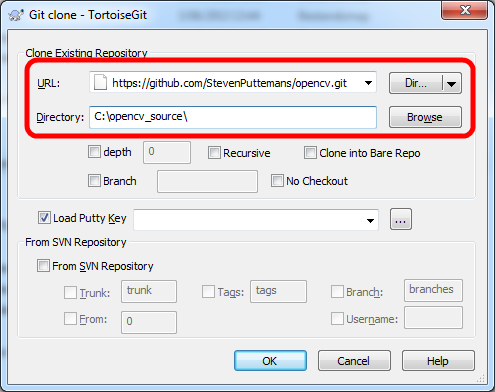 Git clone - TortoiseGit
Clone Existing Repository
URL: https://github.com/StevenPuttemans/opencv.git Dir...
Directory: C:\opencv_source\ Browse
depth 0 Recursive Clone into Bare Repo
Branch No Checkout
Load Putty Key ...
From SVN Repository
From SVN Repository
Trunk: trunk Tags: tags Branch: branches
From: 0 Username:
OK Cancel Help